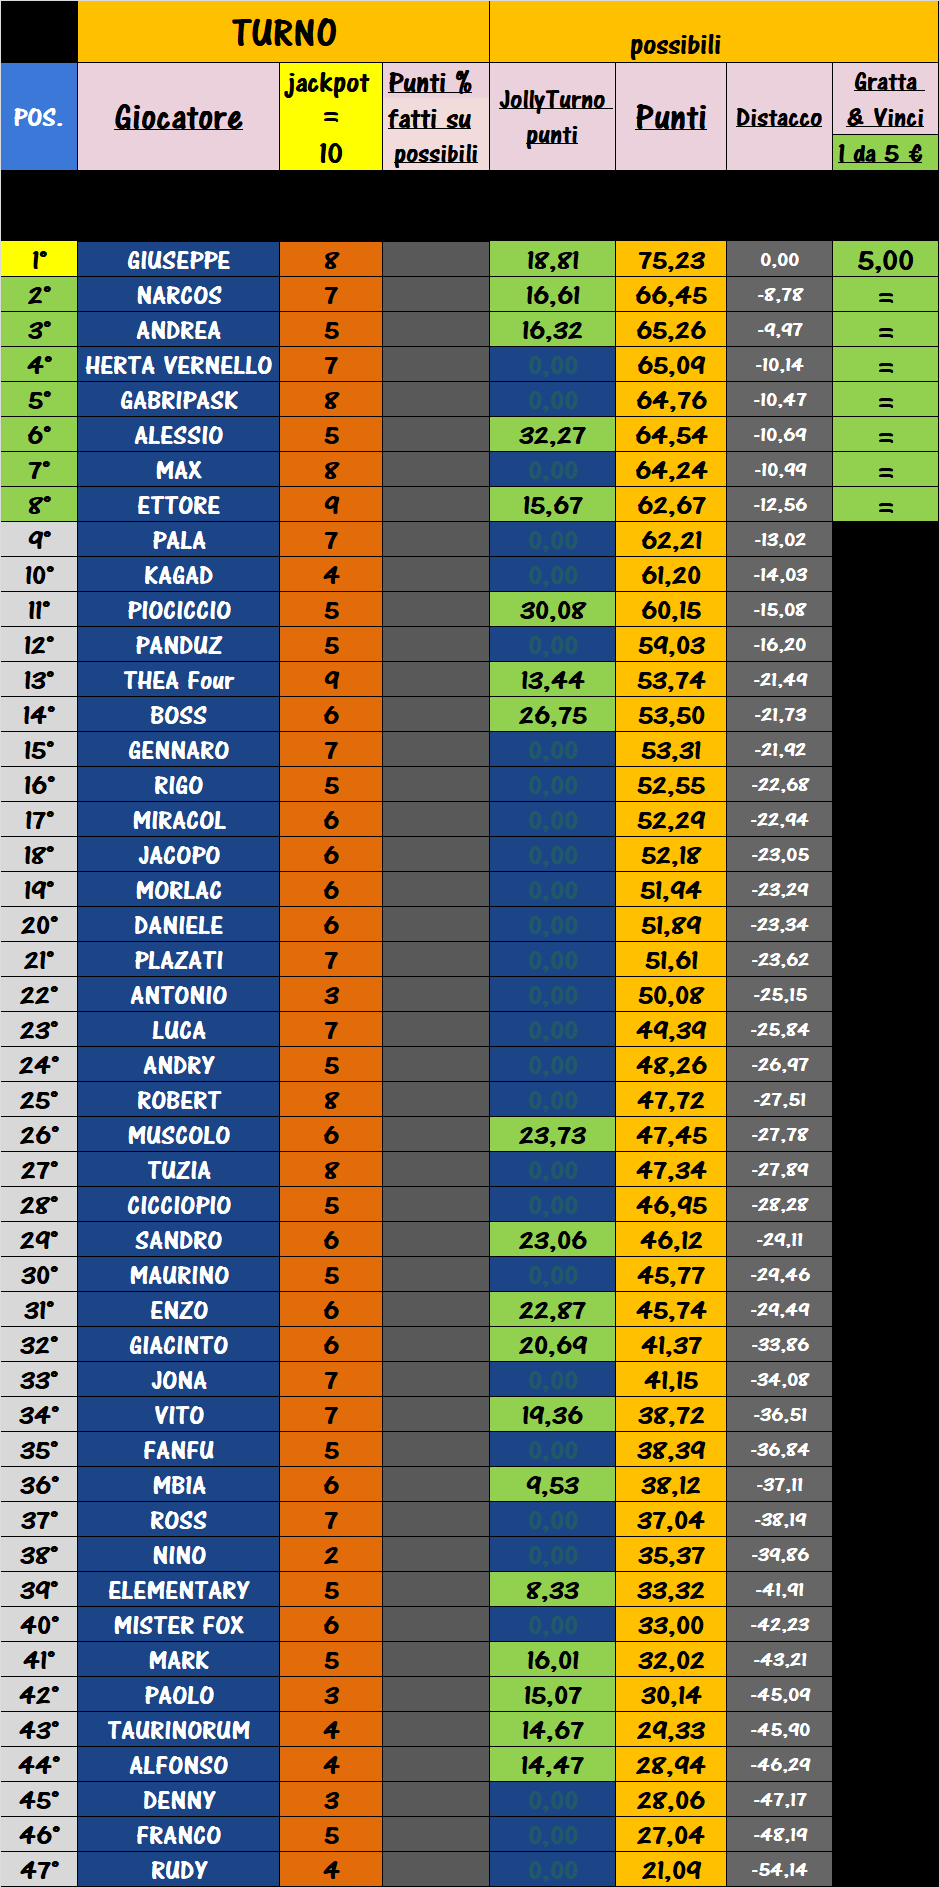 TURNO possibili
POS. Giocatore jackpot = 10 Punti % fatti su possibili JollyTurno punti Punti Distacco Gratta & Vinci 1 da 5 €
1° GIUSEPPE 8 18,81 75,23 0,00 5,00
2° NARCOS 7 16,61 66,45 -8,78 =
3° ANDREA 5 16,32 65,26 -9,97 =
4° HERTA VERNELLO 7 0,00 65,09 -10,14 =
5° GABRIPASK 8 0,00 64,76 -10,47 =
6° ALESSIO 5 32,27 64,54 -10,69 =
7° MAX 8 0,00 64,24 -10,99 =
8° ETTORE 9 15,67 62,67 -12,56 =
9° PALA 7 0,00 62,21 -13,02
10° KAGAD 4 0,00 61,20 -14,03
11° PIOCICCIO 5 30,08 60,15 -15,08
12° PANDUZ 5 0,00 59,03 -16,20
13° THEA Four 9 13,44 53,74 -21,49
14° BOSS 6 26,75 53,50 -21,73
15° GENNARO 7 0,00 53,31 -21,92
16° RIGO 5 0,00 52,55 -22,68
17° MIRACOL 6 0,00 52,29 -22,94
18° JACOPO 6 0,00 52,18 -23,05
19° MORLAC 6 0,00 51,94 -23,29
20° DANIELE 6 0,00 51,89 -23,34
21° PLAZATI 7 0,00 51,61 -23,62
22° ANTONIO 3 0,00 50,08 -25,15
23° LUCA 7 0,00 49,39 -25,84
24° ANDRY 5 0,00 48,26 -26,97
25° ROBERT 8 0,00 47,72 -27,51
26° MUSCOLO 6 23,73 47,45 -27,78
27° TUZIA 8 0,00 47,34 -27,89
28° CICCIOPIO 5 0,00 46,95 -28,28
29° SANDRO 6 23,06 46,12 -29,11
30° MAURINO 5 0,00 45,77 -29,46
31° ENZO 6 22,87 45,74 -29,49
32° GIACINTO 6 20,69 41,37 -33,86
33° JONA 7 0,00 41,15 -34,08
34° VITO 7 19,36 38,72 -36,51
35° FANFU 5 0,00 38,39 -36,84
36° MB1A 6 9,53 38,12 -37,11
37° ROSS 7 0,00 37,04 -38,19
38° NINO 2 0,00 35,37 -39,86
39° ELEMENTARY 5 8,33 33,32 -41,91
40° MISTER FOX 6 0,00 33,00 -42,23
41° MARK 5 16,01 32,02 -43,21
42° PAOLO 3 15,07 30,14 -45,09
43° TAURINORUM 4 14,67 29,33 -45,90
44° ALFONSO 4 14,47 28,94 -46,29
45° DENNY 3 0,00 28,06 -47,17
46° FRANCO 5 0,00 27,04 -48,19
47° RUDY 4 0,00 21,09 -54,14